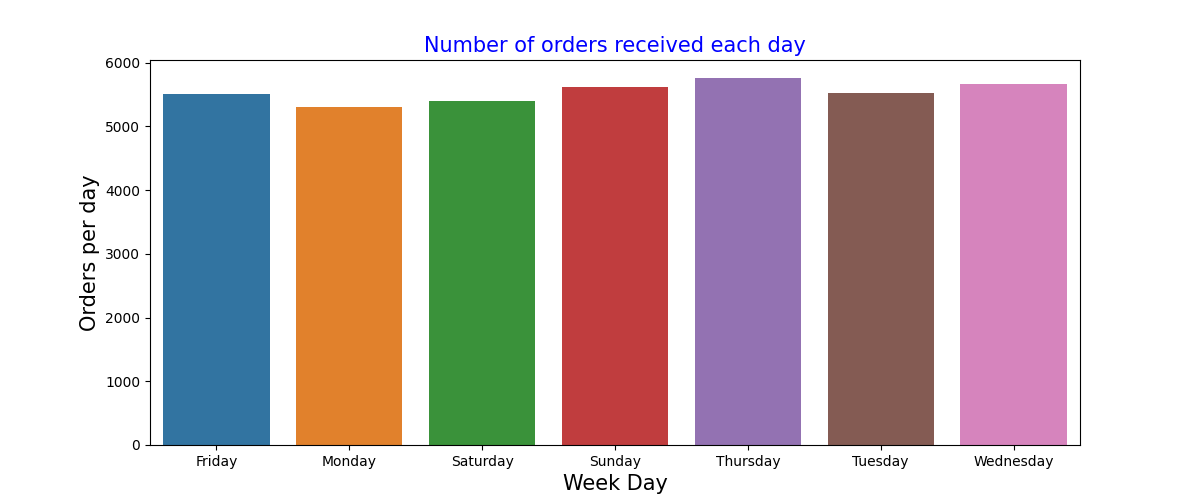 Number of orders received each day
Orders per day
6000
5000
4000
3000
2000
1000
0
Friday Monday Saturday Sunday Thursday Tuesday Wednesday
Week Day